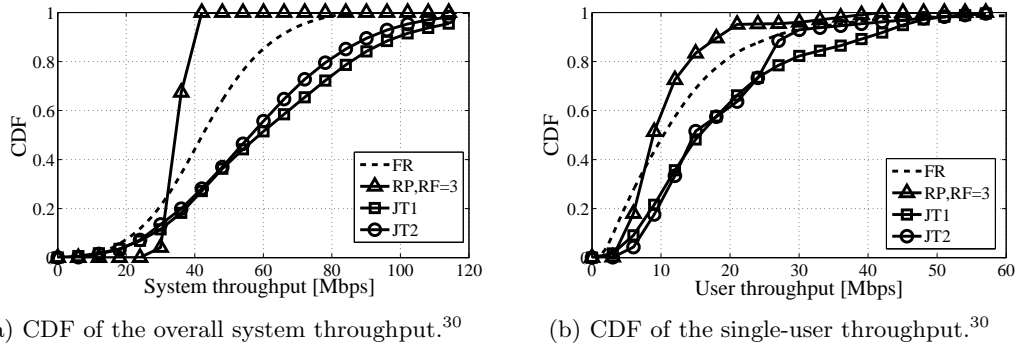 1
0.8
0.6
0.4
0.2
0
CDF
0 20 40 60 80 100 120
System throughput [Mbps]
FR
RP,RF=3
JT1
JT2
1
0.8
0.6
0.4
0.2
0
CDF
0 10 20 30 40 50 60
User throughput [Mbps]
FR
RP,RF=3
JT1
JT2
) CDF of the overall system throughput.30
(b) CDF of the single-user throughput.30